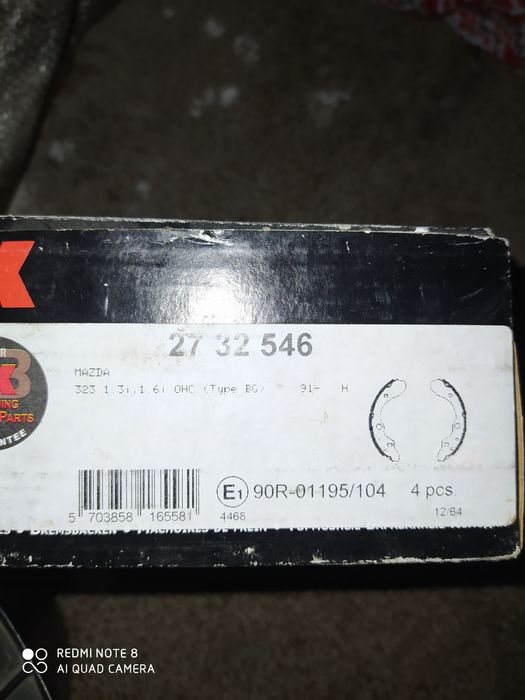 K
27 32 546
MAZDA
323 1.3i,1.6i OHC (Type BG) 91- H
PARTS
E1 90R-01195/104 4 pcs.
5 703858 165581
4468
12/64
REDMI NOTE 8
AI QUAD CAMERA